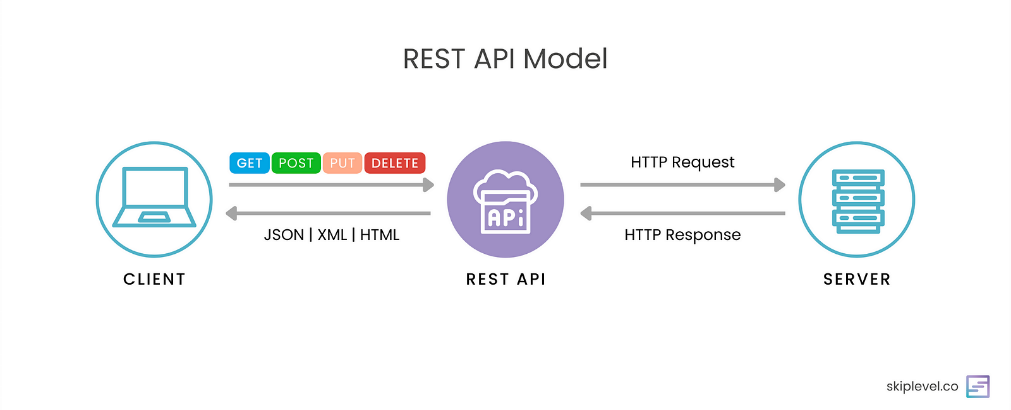 REST API Model
GET POST PUT DELETE
JSON | XML | HTML
CLIENT
API
REST API
HTTP Request
HTTP Response
SERVER
skiplevel.co